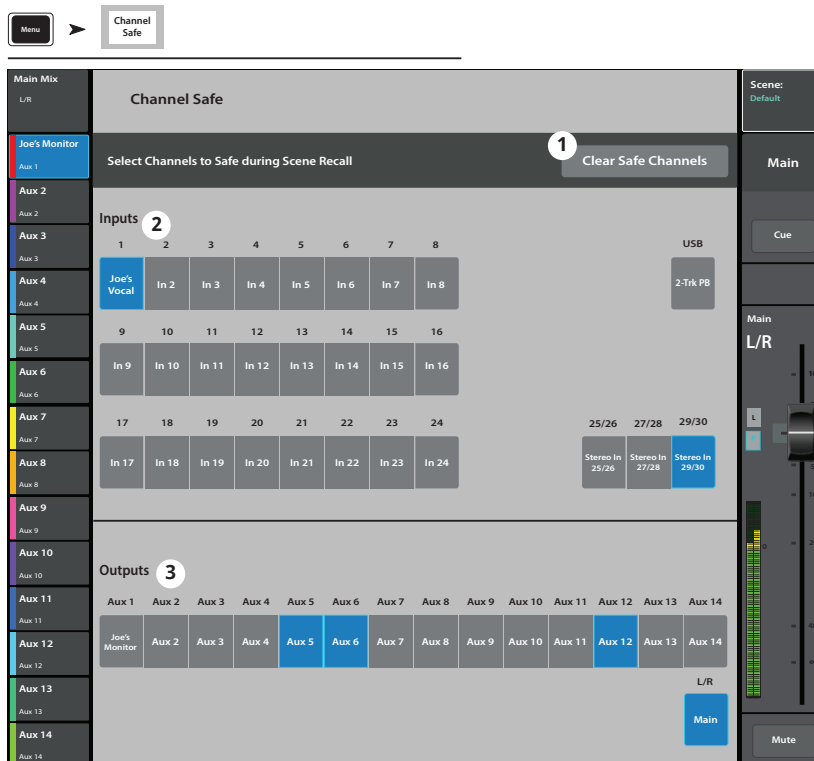 Menu
Channel
Safe
Main Mix
L/R
Channel Safe
Scene:
Default
Joe's Monitor
Aux 1
Select Channels to Safe during Scene Recall
1
Clear Safe Channels
Main
Aux 2
Aux 2
Aux 3
Aux 3
Aux 4
Aux 4
Aux 5
Aux 5
Aux 6
Aux 6
Aux 7
Aux 7
Aux 8
Aux 8
Aux 9
Aux 9
Aux 10
Aux 10
Aux 11
Aux 11
Aux 12
Aux 12
Aux 13
Aux 13
Aux 14
Aux 14
Inputs 2
1 2 3 4 5 6 7 8 USB
Joe's
Vocal
In 2 In 3 In 4 In 5 In 6 In 7 In 8 2-Trk PB
9 10 11 12 13 14 15 16
In 9 In 10 In 11 In 12 In 13 In 14 In 15 In 16
17 18 19 20 21 22 23 24 25/26 27/28 29/30
In 17 In 18 In 19 In 20 In 21 In 22 In 23 In 24
Stereo In
25/26
Stereo In
27/28
Stereo In
29/30
Outputs 3
Aux 1 Aux 2 Aux 3 Aux 4 Aux 5 Aux 6 Aux 7 Aux 8 Aux 9 Aux 10 Aux 11 Aux 12 Aux 13 Aux 14
Joe's
Monitor
Aux 2 Aux 3 Aux 4 Aux 5 Aux 6 Aux 7 Aux 8 Aux 9 Aux 10 Aux 11 Aux 12 Aux 13 Aux 14
L/R
Main
Cue
Main
L/R
L
0
Mute